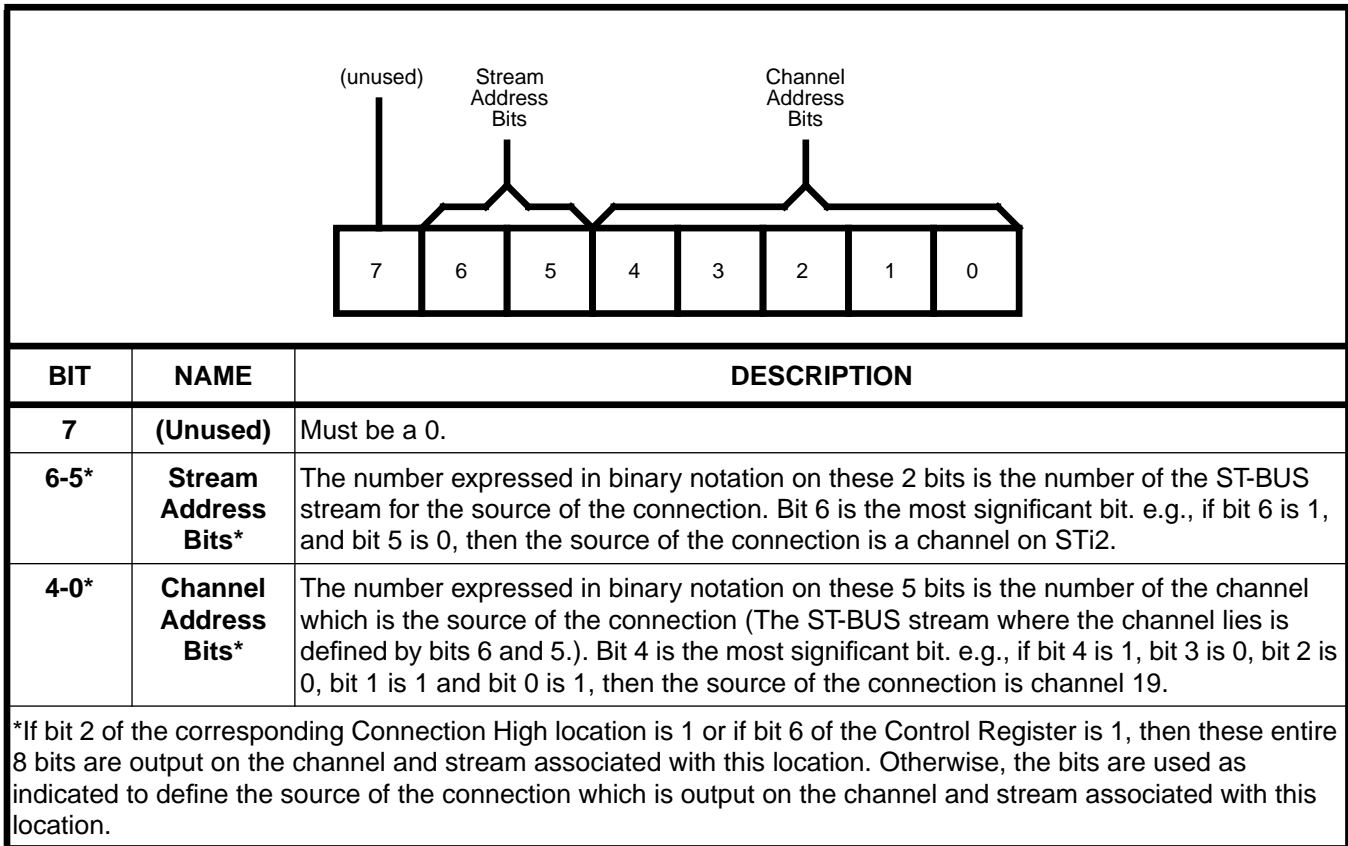 (unused)
Stream
Address
Bits
Channel
Address
Bits
7 6 5 4 3 2 1 0
BIT NAME DESCRIPTION
7 (Unused) Must be a 0.
6-5* Stream
Address
Bits*
The number expressed in binary notation on these 2 bits is the number of the ST-BUS
stream for the source of the connection. Bit 6 is the most significant bit. e.g., if bit 6 is 1,
and bit 5 is 0, then the source of the connection is a channel on STi2.
4-0* Channel
Address
Bits*
The number expressed in binary notation on these 5 bits is the number of the channel
which is the source of the connection (The ST-BUS stream where the channel lies is
defined by bits 6 and 5.). Bit 4 is the most significant bit. e.g., if bit 4 is 1, bit 3 is 0, bit 2 is
0, bit 1 is 1 and bit 0 is 1, then the source of the connection is channel 19.
*If bit 2 of the corresponding Connection High location is 1 or if bit 6 of the Control Register is 1, then these entire
8 bits are output on the channel and stream associated with this location. Otherwise, the bits are used as
indicated to define the source of the connection which is output on the channel and stream associated with this
location.